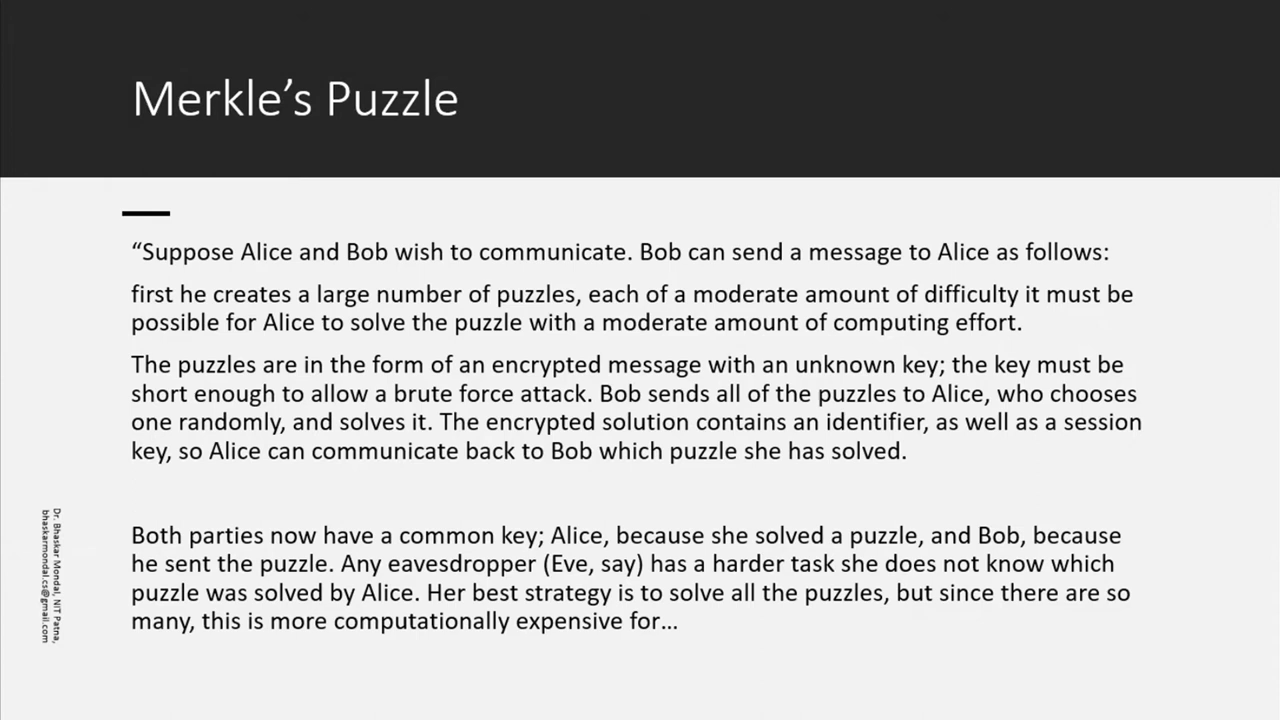 Merkle’s Puzzle
“Suppose Alice and Bob wish to communicate. Bob can send a message to Alice as follows:
first he creates a large number of puzzles, each of a moderate amount of difficulty it must be
possible for Alice to solve the puzzle with a moderate amount of computing effort.
The puzzles are in the form of an encrypted message with an unknown key; the key must be
short enough to allow a brute force attack. Bob sends all of the puzzles to Alice, who chooses
one randomly, and solves it. The encrypted solution contains an identifier, as well as a session
key, so Alice can communicate back to Bob which puzzle she has solved.
Both parties now have a common key; Alice, because she solved a puzzle, and Bob, because
he sent the puzzle. Any eavesdropper (Eve, say) has a harder task she does not know which
puzzle was solved by Alice. Her best strategy is to solve all the puzzles, but since there are so
many, this is more computationally expensive for...
Dr. Bhaskar Mondal, NIT Patna,
bhaskarmondal.cs@gmail.com